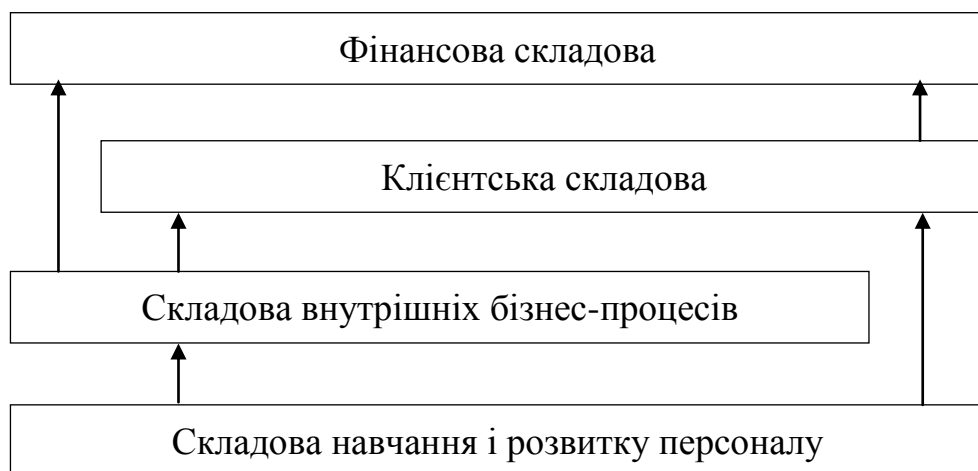 Фінансова складова
Клієнтська складова
Складова внутрішніх бізнес-процесів
Складова навчання і розвитку персоналу